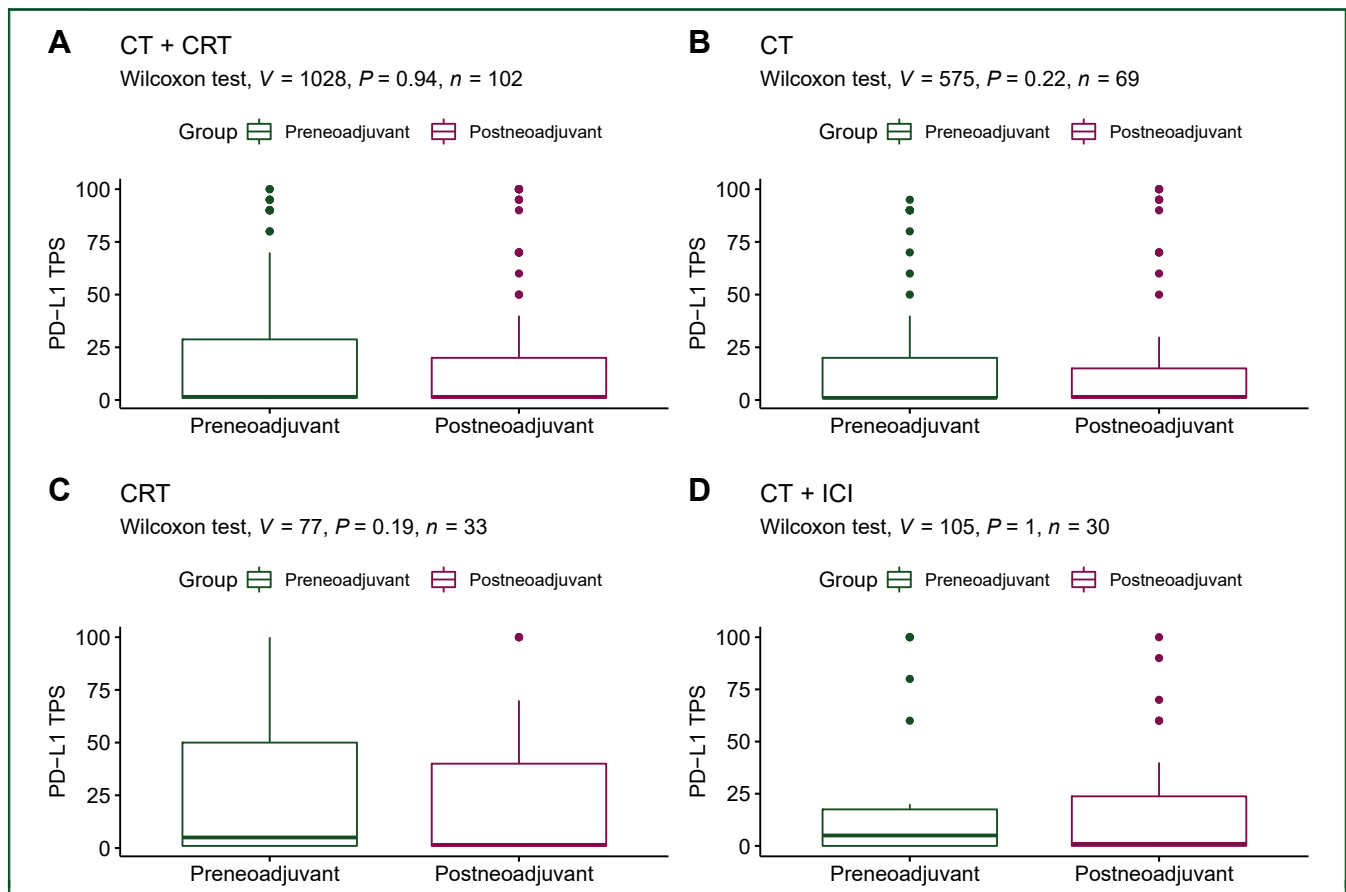 A CT + CRT
Wilcoxon test, V = 1028, P = 0.94, n = 102
Group Preneoadjuvant Postneoadjuvant
PD−L1 TPS
100
75
50
25
0
Preneoadjuvant Postneoadjuvant
B CT
Wilcoxon test, V = 575, P = 0.22, n = 69
Group Preneoadjuvant Postneoadjuvant
PD−L1 TPS
100
75
50
25
0
Preneoadjuvant Postneoadjuvant
C CRT
Wilcoxon test, V = 77, P = 0.19, n = 33
Group Preneoadjuvant Postneoadjuvant
PD−L1 TPS
100
75
50
25
0
Preneoadjuvant Postneoadjuvant
D CT + ICI
Wilcoxon test, V = 105, P = 1, n = 30
Group Preneoadjuvant Postneoadjuvant
PD−L1 TPS
100
75
50
25
0
Preneoadjuvant Postneoadjuvant